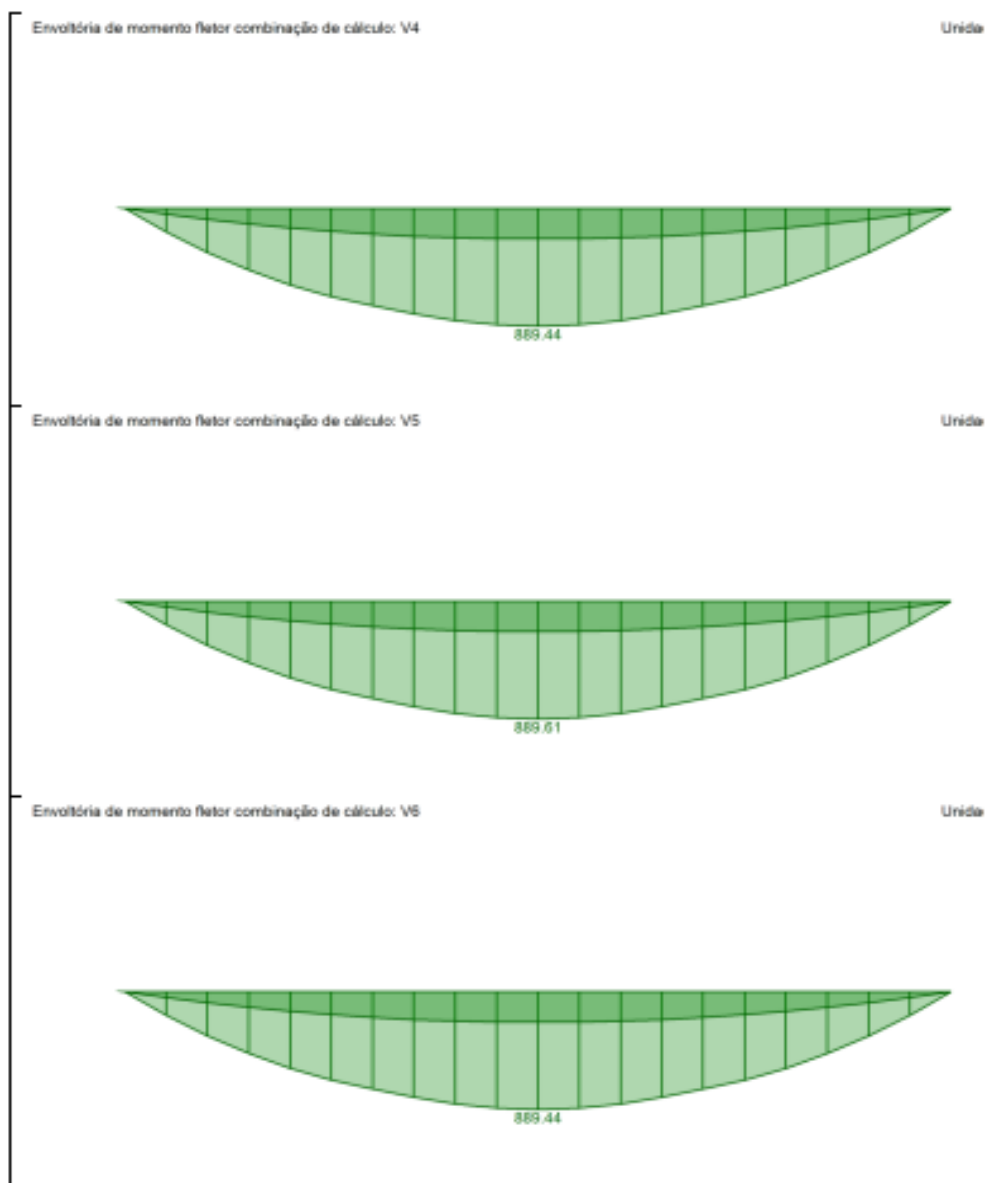 Envoltória de momento fletor combinação de cálculo: V4
Unida
889.44
Envoltória de momento fletor combinação de cálculo: V5
Unida
889.61
Envoltória de momento fletor combinação de cálculo: V6
Unida
889.44